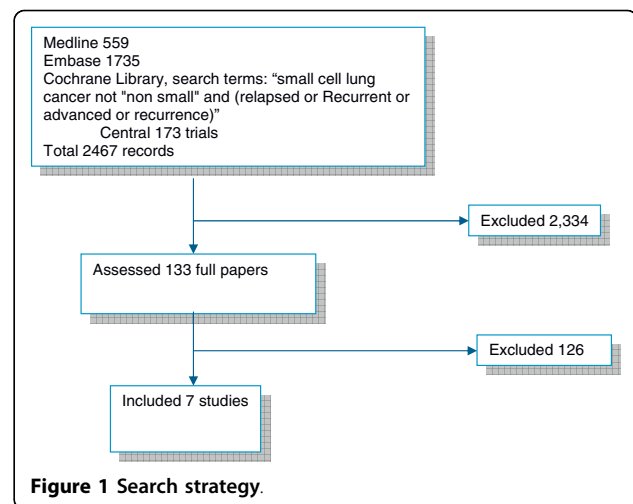 Medline 559
Embase 1735
Cochrane Library, search terms: “small cell lung
cancer not "non small" and (relapsed or Recurrent or
advanced or recurrence)”
Central 173 trials
Total 2467 records
Excluded 2,334
Assessed 133 full papers
Excluded 126
Included 7 studies
Figure 1 Search strategy.